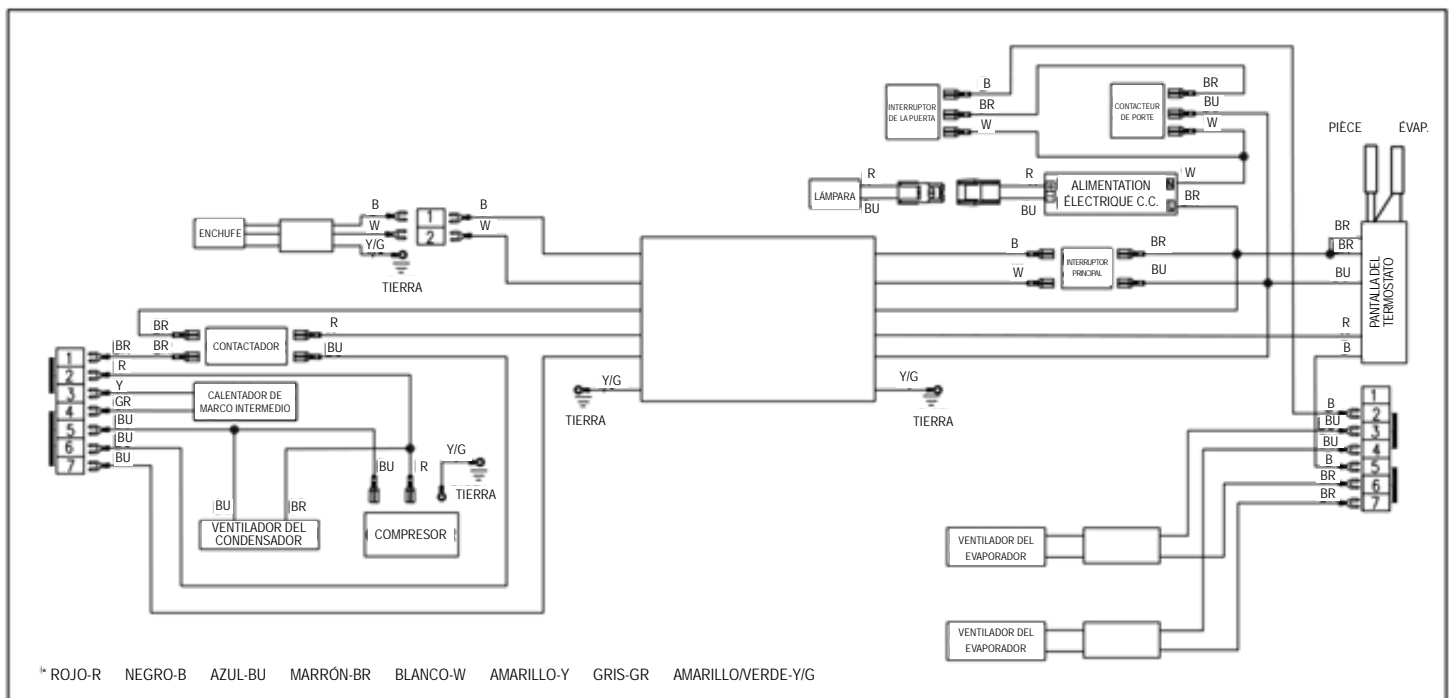 B
BR
W
INTERRUPTOR
DE LA PUERTA
BR
BU
W
CONTACTEUR
DE PORTE
PIÈCE
ÉVAP.
LÁMPARA
R
BU
R
BU
ALIMENTATION
ÉLECTRIQUE C.C.
W
BR
ENCHUFE
B
W
Y/G
TIERRA
1
2
B
W
B
W
INTERRUPTOR
PRINCIPAL
BR
BU
BR
BR
BU
R
B
PANTALLA DEL
TERMOSTATO
BR
BR
CONTACTADOR
R
BU
1
2
3
4
5
6
7
BR
R
Y
GR
BU
BU
BU
CALENTADOR DE
MARCO INTERMEDIO
Y/G
TIERRA
Y/G
TIERRA
BU
R
Y/G
TIERRA
BU
BR
VENTILADOR DEL
CONDENSADOR
COMPRESOR
B
BU
BU
B
BR
BR
1
2
3
4
5
6
7
VENTILADOR DEL
EVAPORADOR
VENTILADOR DEL
EVAPORADOR
* ROJO-R NEGRO-B AZUL-BU MARRÓN-BR BLANCO-W AMARILLO-Y GRIS-GR AMARILLO/VERDE-Y/G